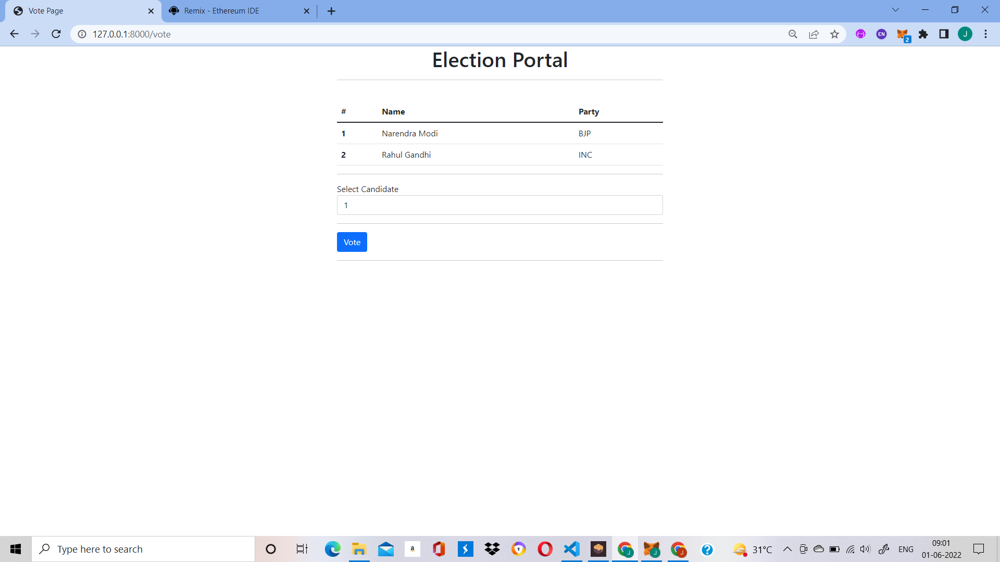 Vote Page
Remix - Ethereum IDE
127.0.0.1:8000/vote
EN
2
J
Election Portal
# Name Party
1 Narendra Modi BJP
2 Rahul Gandhi INC
Select Candidate
1
Vote
Type here to search
a
J
J
J
31°C
ENG
09:01
01-06-2022